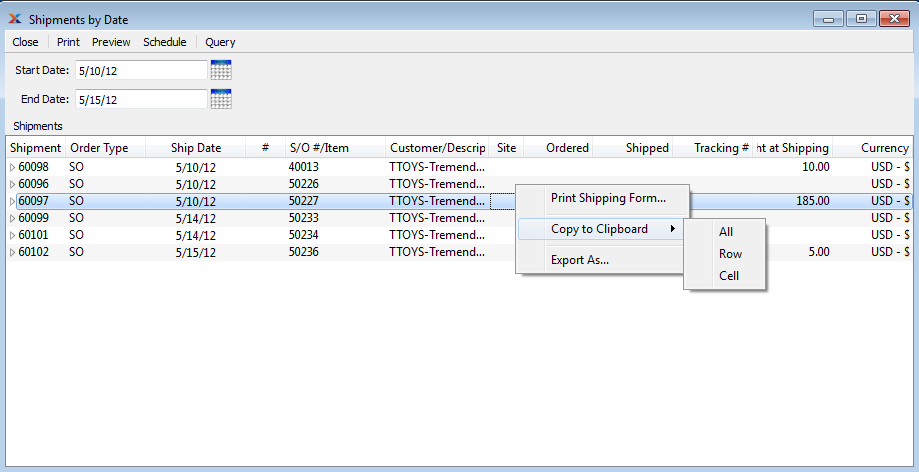 Shipments by Date
Close Print Preview Schedule Query
Start Date: 5/10/12
End Date: 5/15/12
Shipments
Shipment Order Type Ship Date # S/O #/Item Customer/Descrip Site Ordered Shipped Tracking # nt at Shipping Currency
60098 SO 5/10/12 40013 TTOYS-Tremend... 10.00 USD - $
60096 SO 5/10/12 50226 TTOYS-Tremend... USD - $
60097 SO 5/10/12 50227 TTOYS-Tremend... 185.00 USD - $
60099 SO 5/14/12 50233 TTOYS-Tremend... USD - $
60101 SO 5/14/12 50234 TTOYS-Tremend... USD - $
60102 SO 5/15/12 50236 TTOYS-Tremend... 5.00 USD - $
Print Shipping Form...
Copy to Clipboard
Export As...
All
Row
Cell